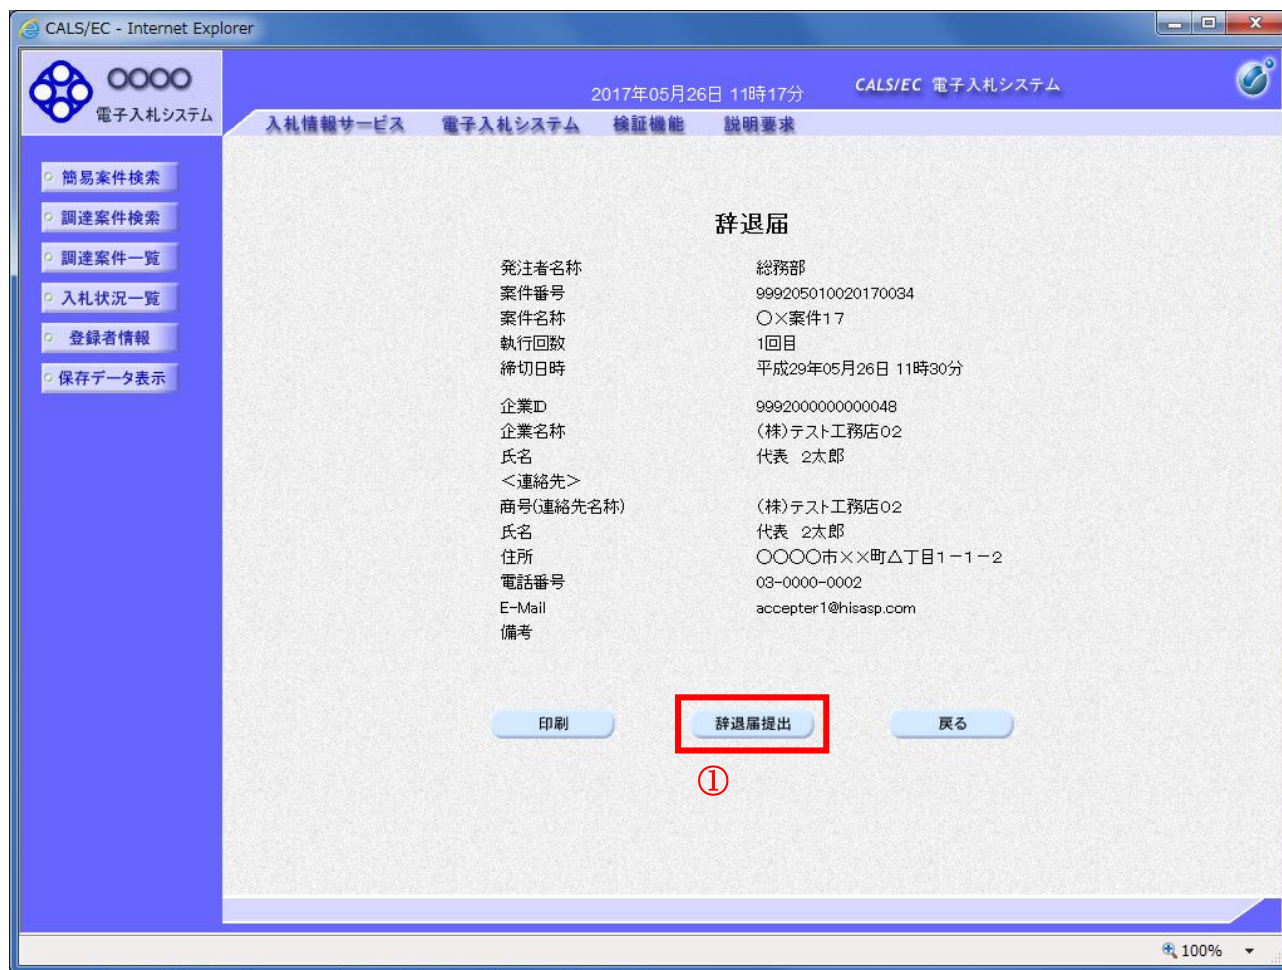 CALS/EC - Internet Explorer
〇〇〇〇
電子入札システム
2017年05月26日 11時17分
CALS/EC 電子入札システム
入札情報サービス 電子入札システム 検証機能 説明要求
簡易案件検索
調達案件検索
調達案件一覧
入札状況一覧
登録者情報
保存データ表示
辞退届
発注者名称 総務部
案件番号 999205010020170034
案件名称 〇×案件17
執行回数 1回目
締切日時 平成29年05月26日 11時30分
企業ID 9992000000000048
企業名称 (株)テスト工務店02
氏名 代表 2太郎
<連絡先>
商号(連絡先名称) (株)テスト工務店02
氏名 代表 2太郎
住所 〇〇〇〇市××町△丁目1-1-2
電話番号 03-0000-0002
E-Mail accepter1@hisasp.com
備考
印刷 辞退届提出 戻る
①
100%